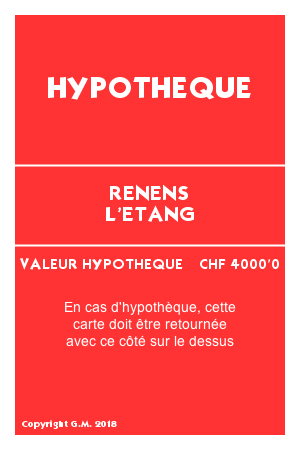 HYPOTHEQUE
RENENS
L'ETANG
VALEUR HYPOTHEQUE CHF 4000'0
En cas d'hypothèque, cette
carte doit être retournée
avec ce côté sur le dessus
Copyright G.M. 2018